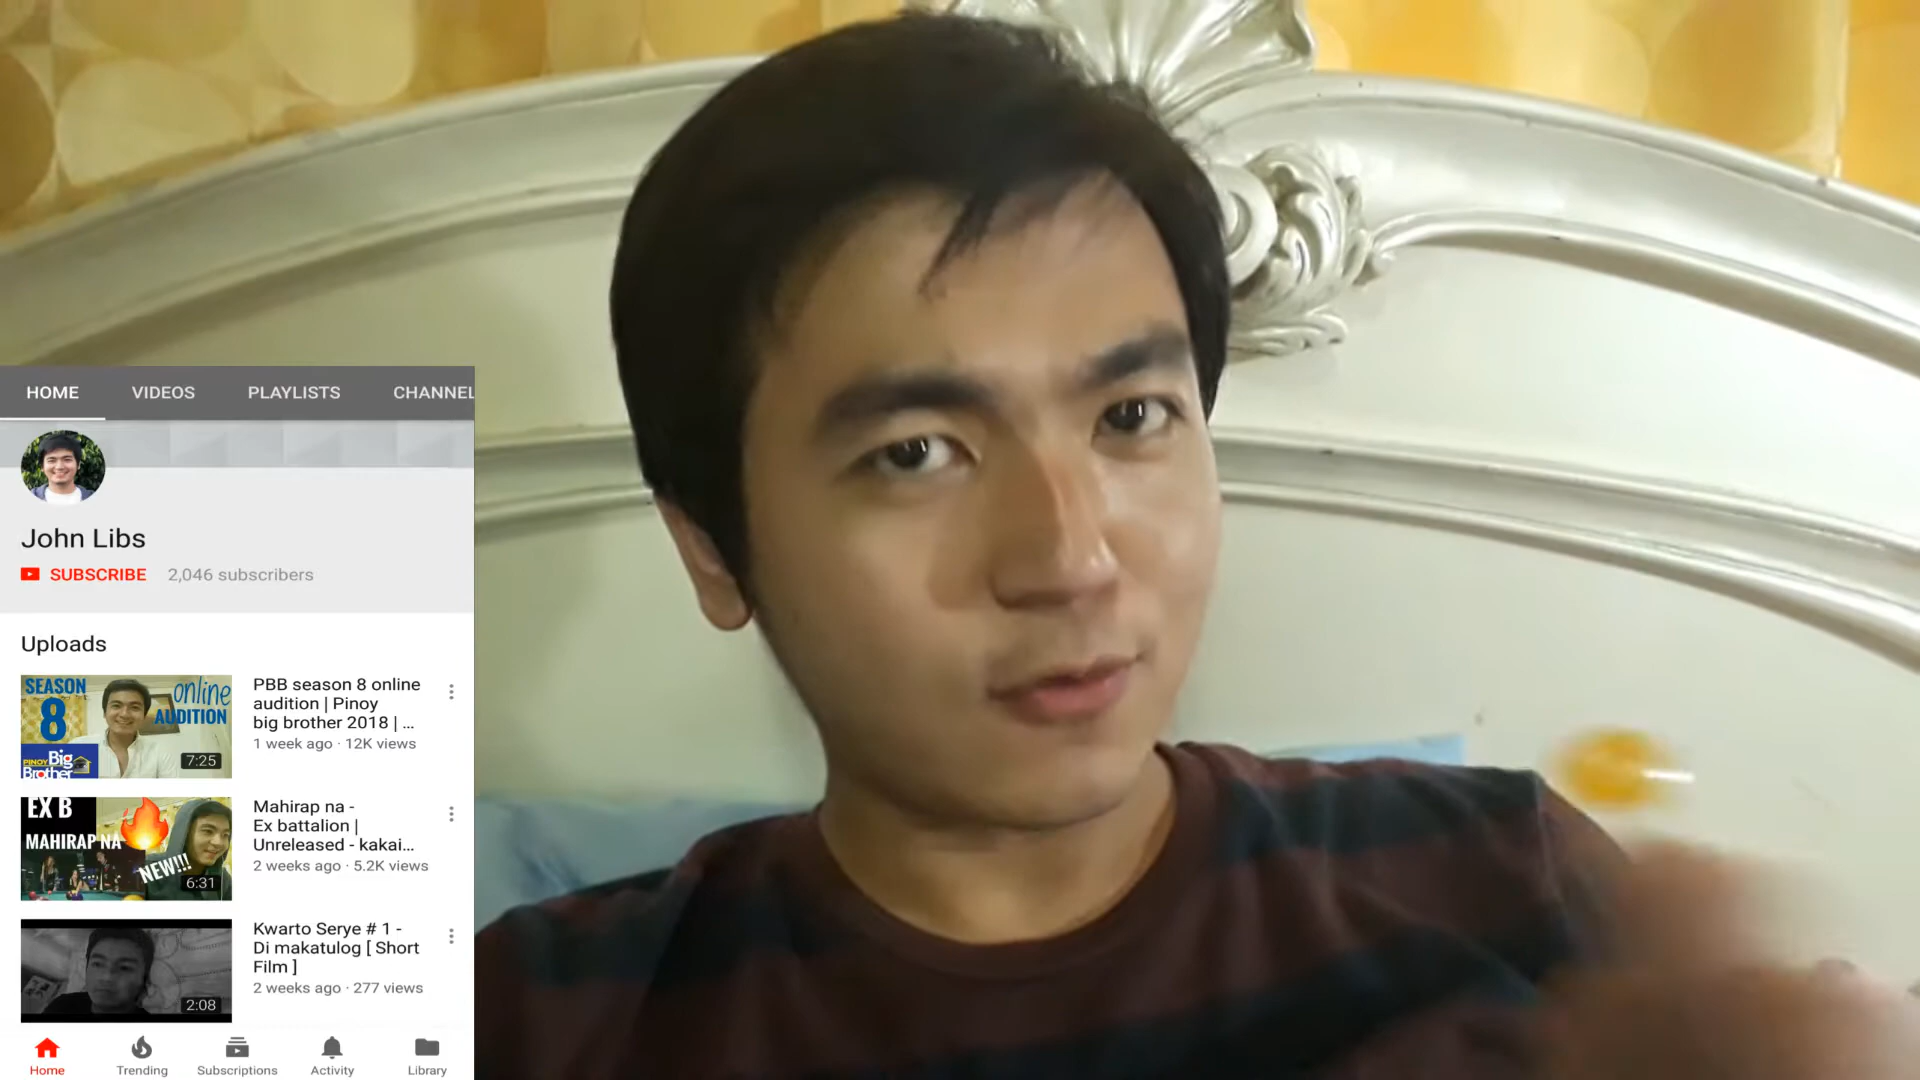 HOME VIDEOS PLAYLISTS CHANNEL
John Libs
SUBSCRIBE 2,046 subscribers
Uploads
SEASON
8
online
AUDITION
PINOY Big
Brother
7:25
PBB season 8 online
audition | Pinoy
big brother 2018 | ...
1 week ago · 12K views
EX B
MAHIRAP NA
NEW!!!
6:31
Mahirap na -
Ex battalion |
Unreleased - kakai...
2 weeks ago · 5.2K views
2:08
Kwarto Serye # 1 -
Di makatulog [ Short
Film ]
2 weeks ago · 277 views
Home Trending Subscriptions Activity Library